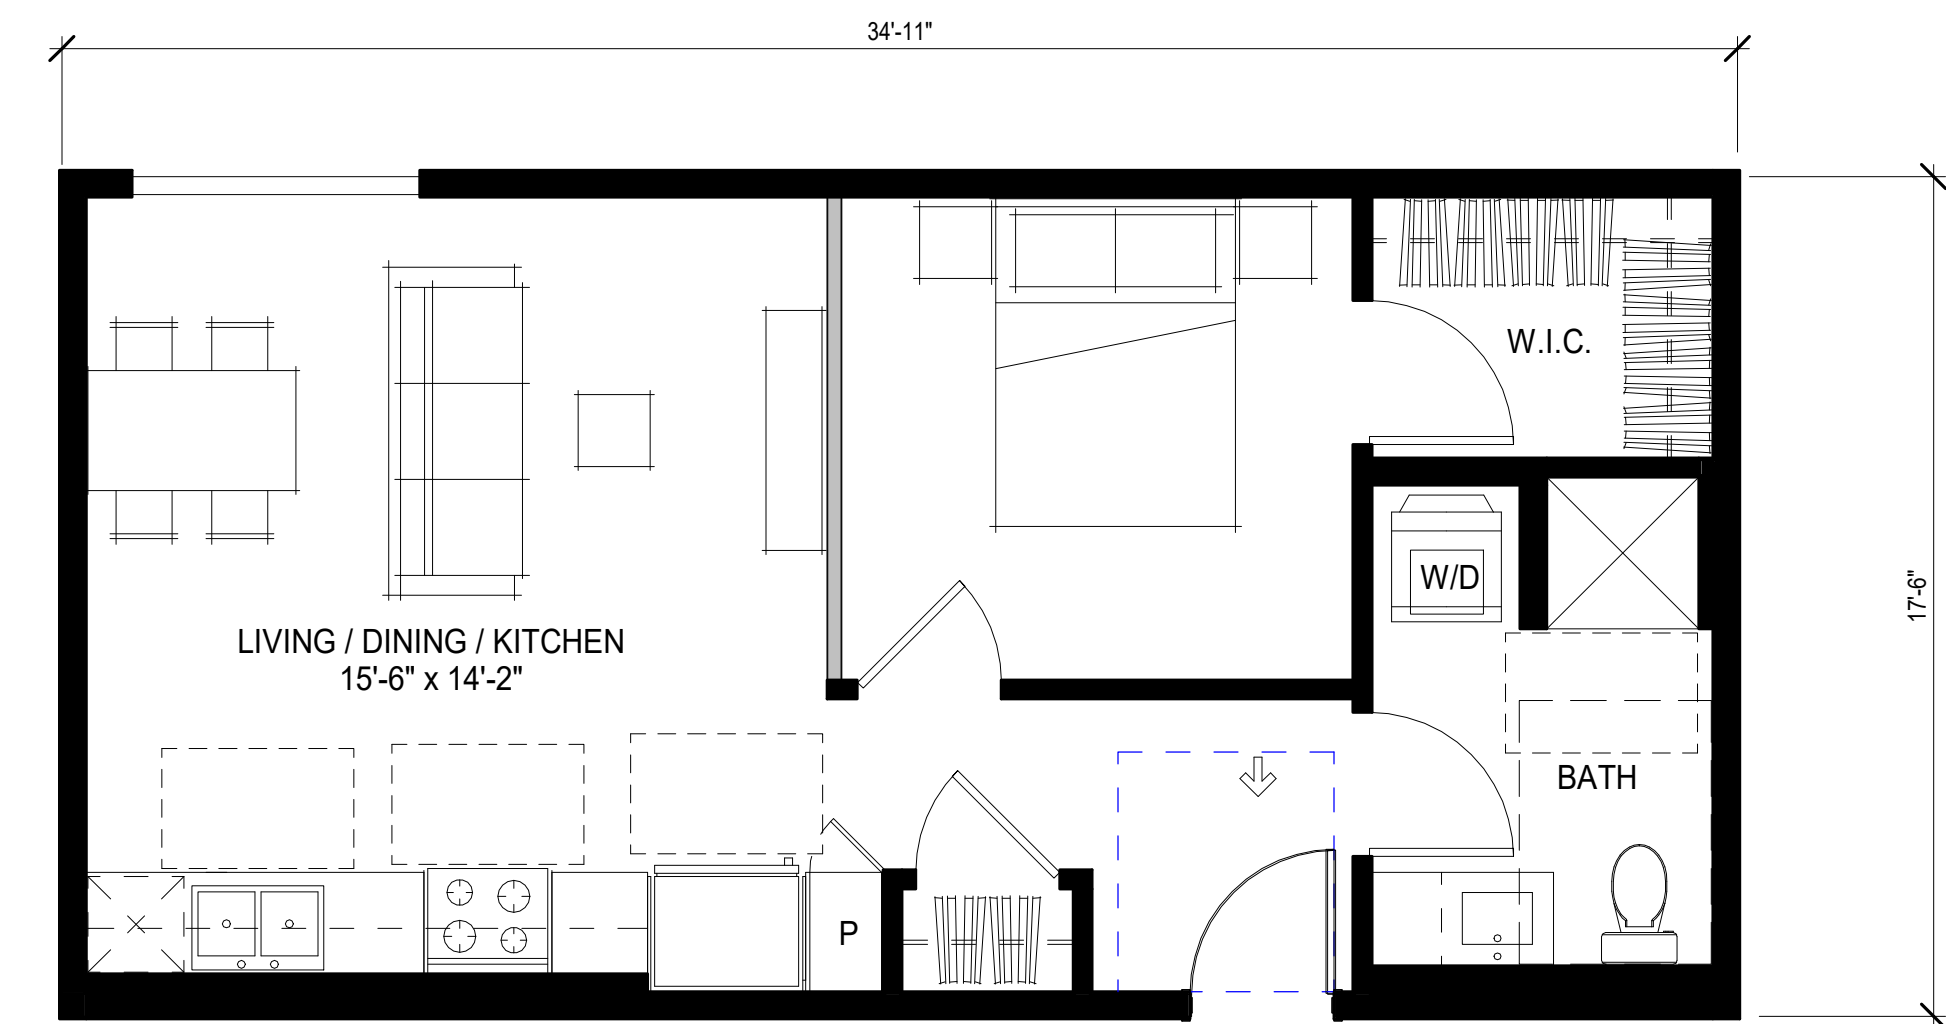 34'-11"
W.I.C.
17'-6"
W/D
LIVING / DINING / KITCHEN
15'-6" x 14'-2"
BATH
P